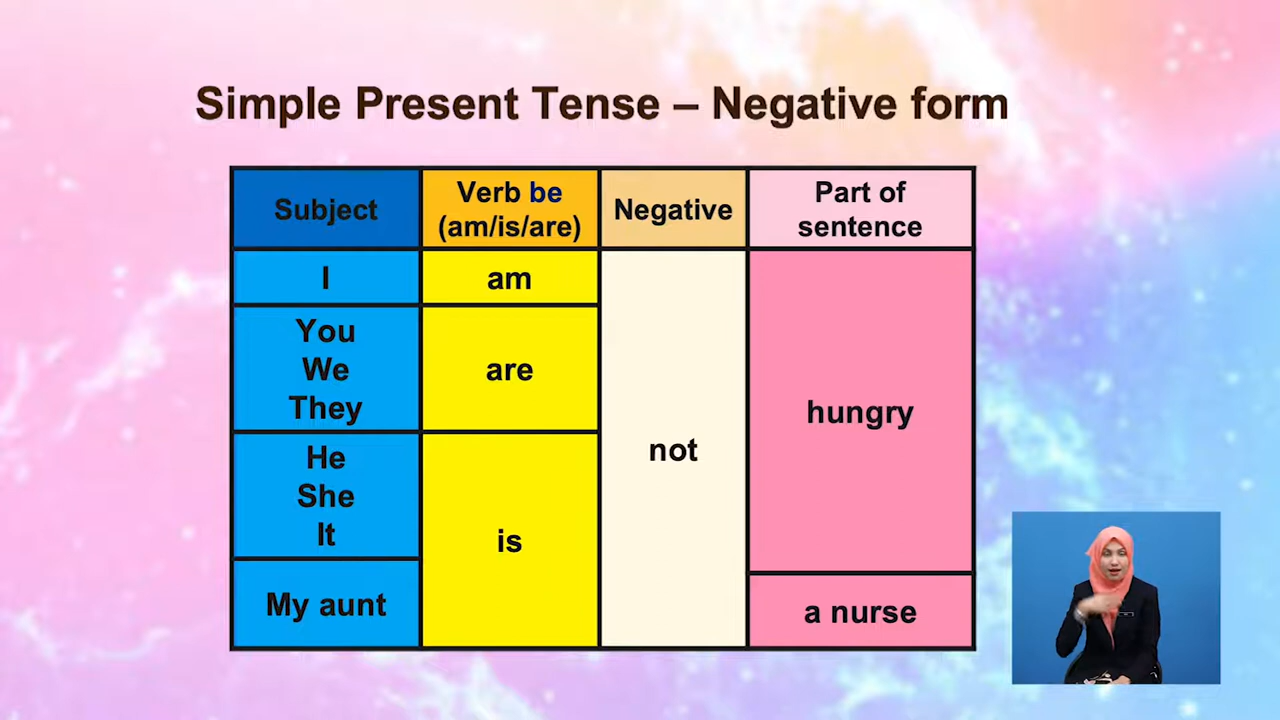 Simple Present Tense – Negative form
Subject
Verb be
(am/is/are)
Negative
Part of
sentence
I
am
You
We
They
are
He
She
It
is
My aunt
not
hungry
a nurse